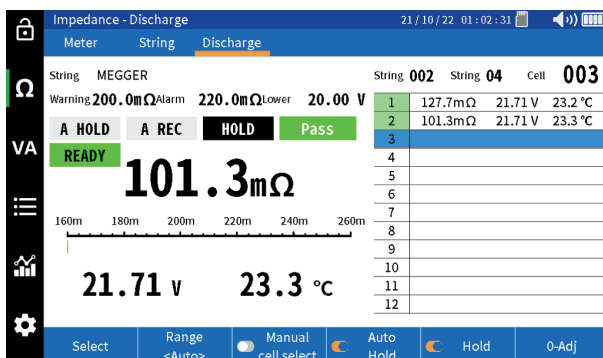 Impedance - Discharge 21/10/22 01:02:31
Meter String Discharge
String MEGGER
Warning 200.0mΩ Alarm 220.0mΩ Lower 20.00 V
A HOLD A REC HOLD Pass
READY
101.3mΩ
160m 180m 200m 220m 240m 260m
21.71 V 23.3 °C
Ω
VA
String 002 String 04 Cell 003
1 127.7mΩ 21.71 V 23.2 °C
2 101.3mΩ 21.71 V 23.3 °C
3
4
5
6
7
8
9
10
11
12
Select
Range
<Auto>
Manual
cell select
Auto
Hold
Hold
0-Adj